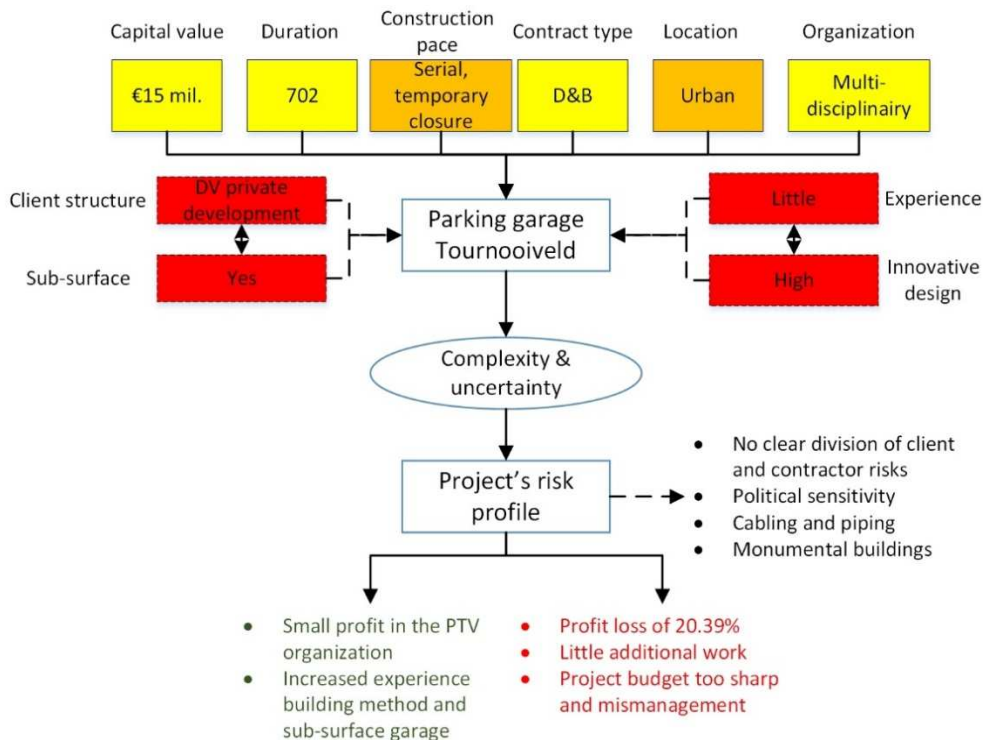 Capital value
Duration
Construction
pace
Contract type
Location
Organization
€15 mil.
702
Serial,
temporary
closure
D&B
Urban
Multi-
disciplinairy
Client structure
DV private
development
Sub-surface
Yes
Parking garage
Tournooiveld
Little
Experience
High
Innovative
design
Complexity &
uncertainty
Project's risk
profile
• No clear division of client
and contractor risks
• Political sensitivity
• Cabling and piping
• Monumental buildings
• Small profit in the PTV
organization
• Increased experience
building method and
sub-surface garage
• Profit loss of 20.39%
• Little additional work
• Project budget too sharp
and mismanagement